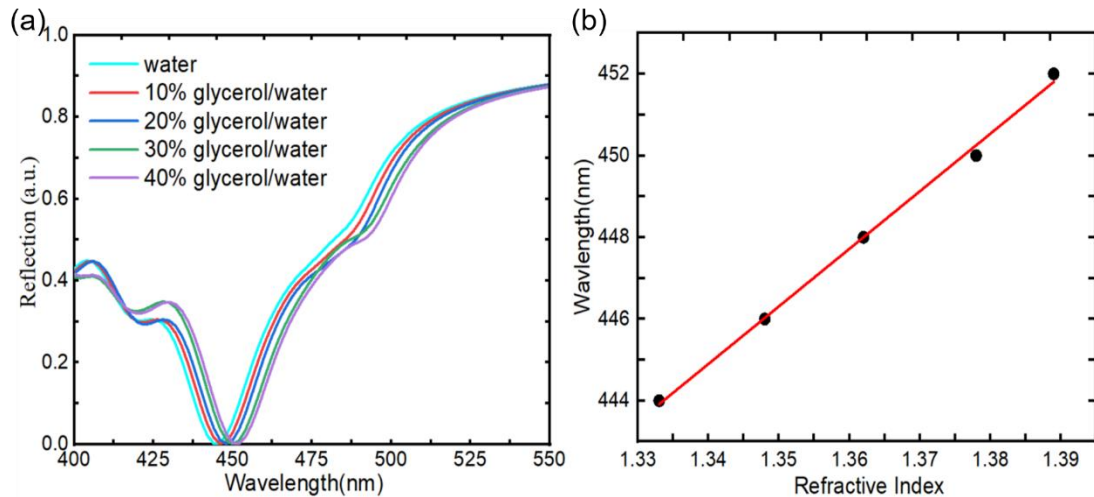 (a)
1.0
0.8
0.6
0.4
0.2
0.0
Reflection (a.u.)
water
10% glycerol/water
20% glycerol/water
30% glycerol/water
40% glycerol/water
400 425 450 475 500 525 550
Wavelength(nm)
(b)
452
450
448
446
444
Wavlength(nm)
1.33 1.34 1.35 1.36 1.37 1.38 1.39
Refractive Index